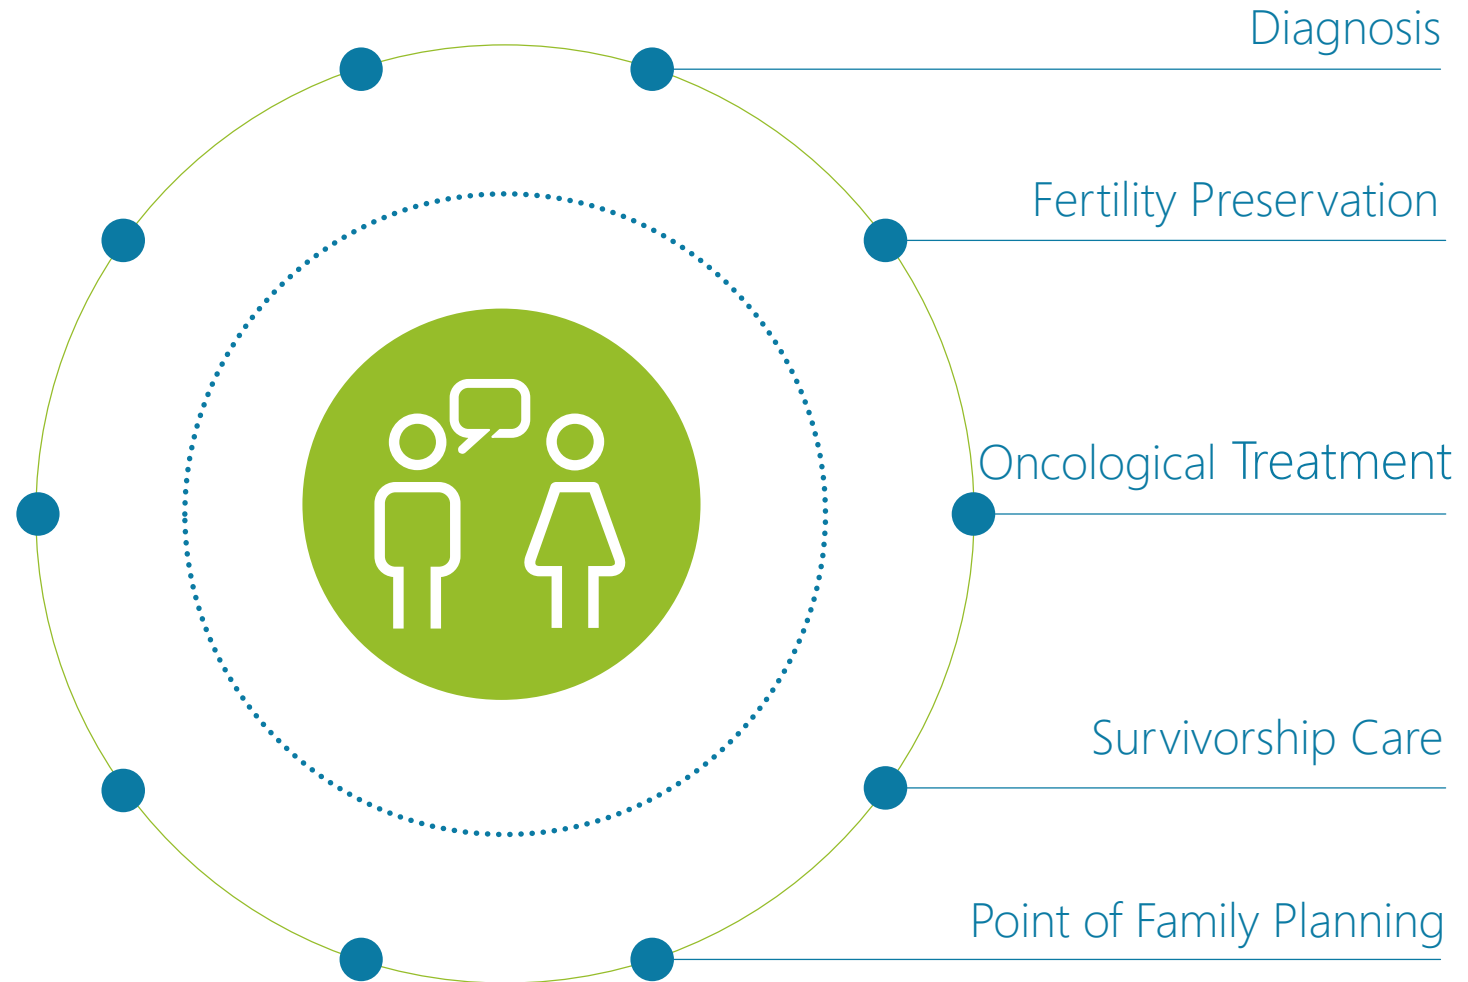 Diagnosis
Fertility Preservation
Oncological Treatment
Survivorship Care
Point of Family Planning